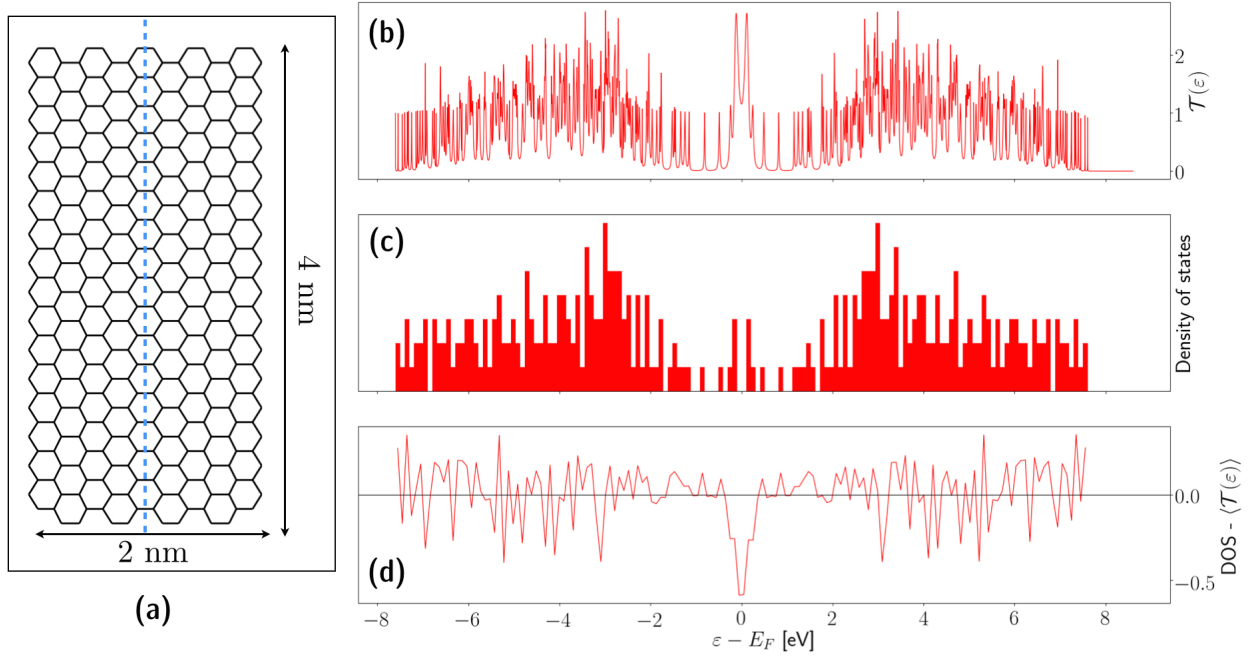 4 nm
2 nm
(a)
(b)
2
1
0
𝒯(ε)
(c)
Density of states
(d)
0.0
−0.5
DOS - ⟨𝒯(ε)⟩
−8 −6 −4 −2 0 2 4 6 8
ε − E_F [eV]